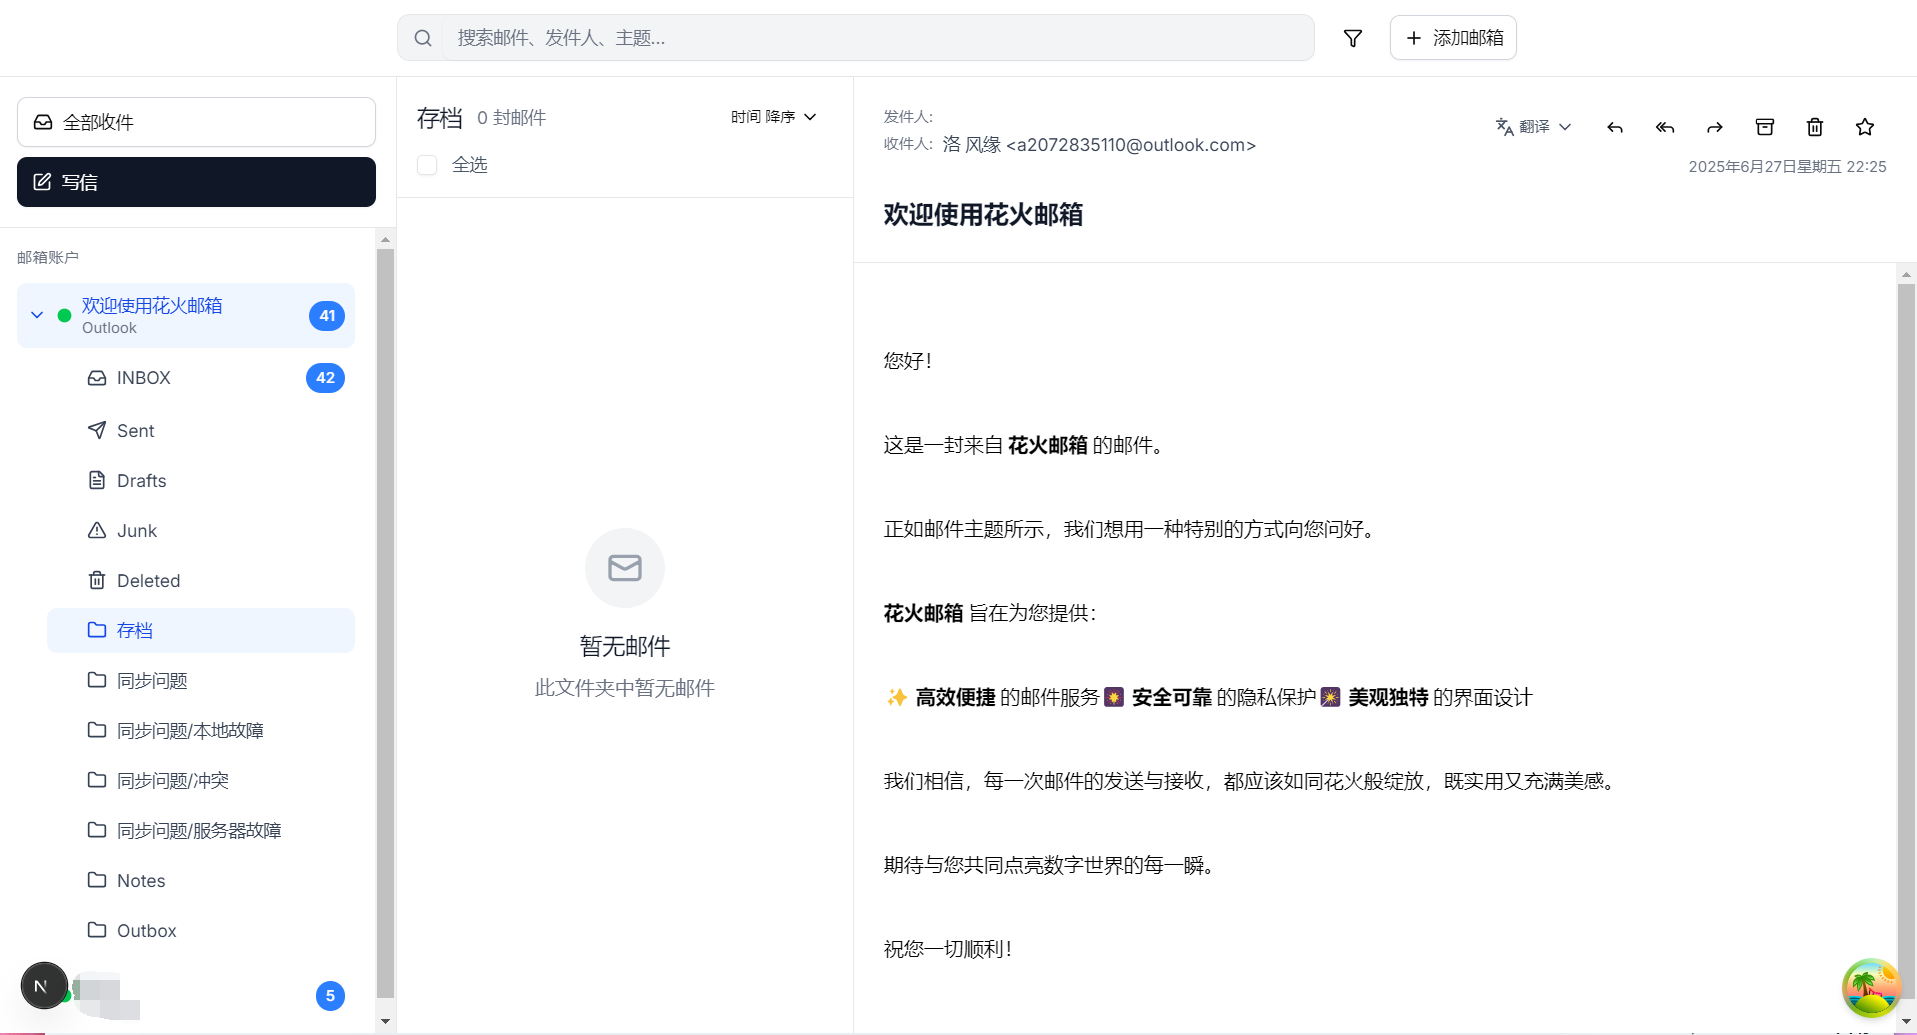 搜索邮件、发件人、主题...
添加邮箱
全部收件
写信
邮箱账户
欢迎使用花火邮箱
Outlook
41
INBOX
42
Sent
Drafts
Junk
Deleted
存档
同步问题
同步问题/本地故障
同步问题/冲突
同步问题/服务器故障
Notes
Outbox
N
5
存档 0 封邮件
时间 降序
全选
暂无邮件
此文件夹中暂无邮件
发件人:
收件人: 洛 风缘 <a2072835110@outlook.com>
翻译
2025年6月27日星期五 22:25
欢迎使用花火邮箱
您好！
这是一封来自 花火邮箱 的邮件。
正如邮件主题所示，我们想用一种特别的方式向您问好。
花火邮箱 旨在为您提供：
✨ 高效便捷 的邮件服务🎇 安全可靠 的隐私保护🎆 美观独特 的界面设计
我们相信，每一次邮件的发送与接收，都应该如同花火般绽放，既实用又充满美感。
期待与您共同点亮数字世界的每一瞬。
祝您一切顺利！